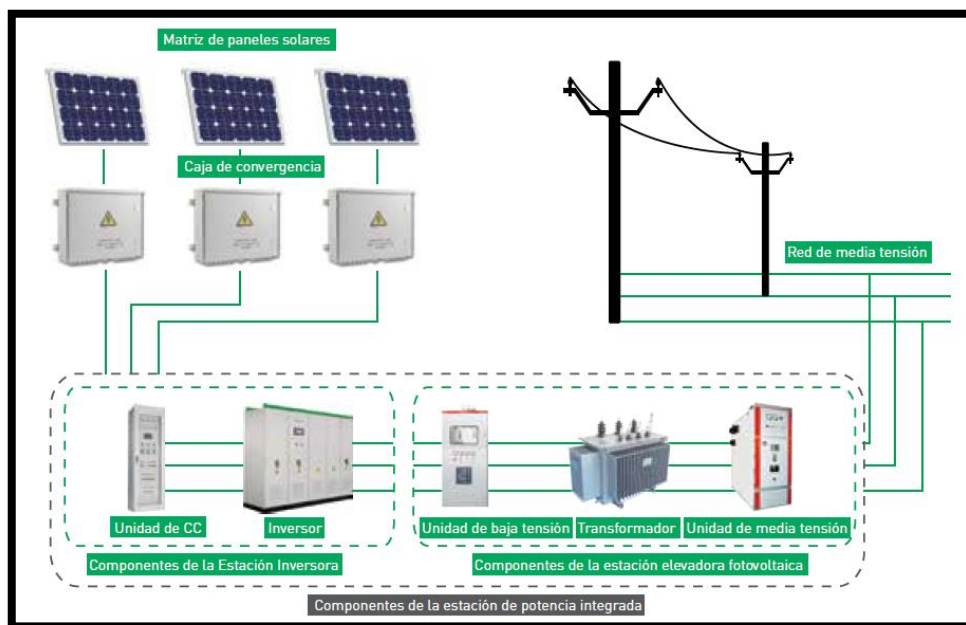 Matriz de paneles solares
Caja de convergencia
Red de media tensión
Unidad de CC
Inversor
Unidad de baja tensión
Transformador
Unidad de media tensión
Componentes de la Estación Inversora
Componentes de la estación elevadora fotovoltaica
Componentes de la estación de potencia integrada